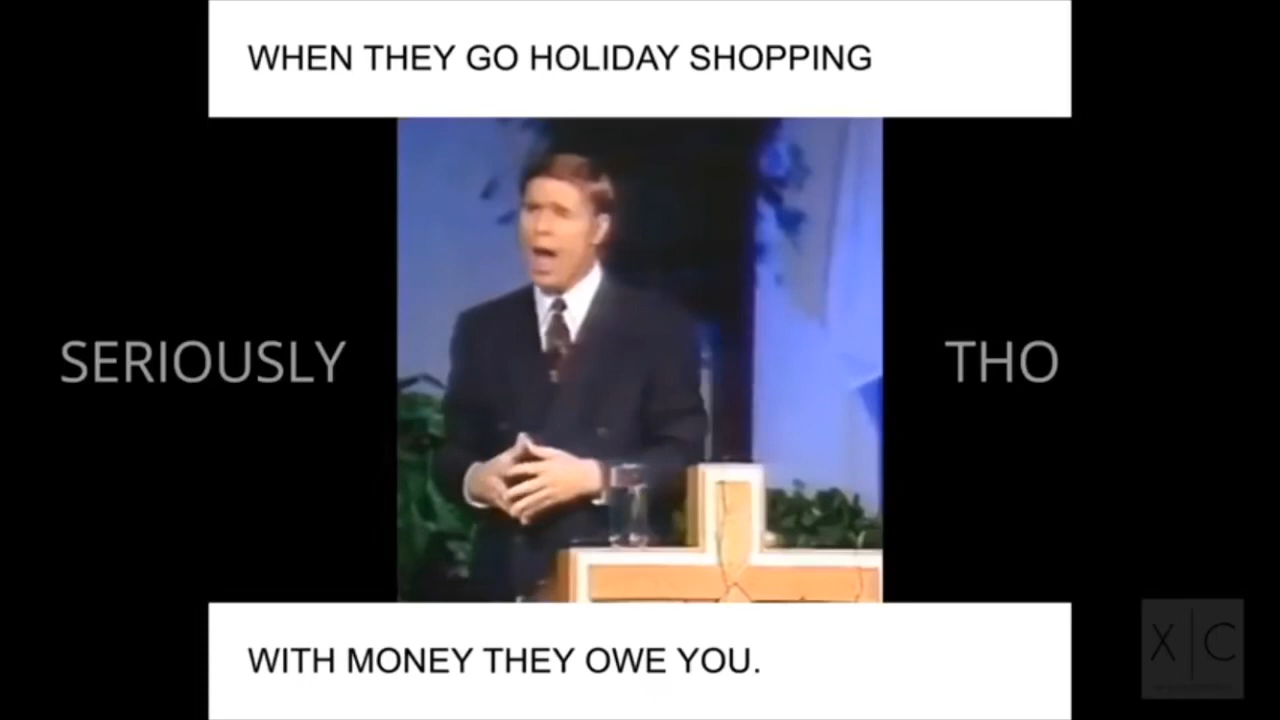 WHEN THEY GO HOLIDAY SHOPPING
SERIOUSLY THO
WITH MONEY THEY OWE YOU.
X|C